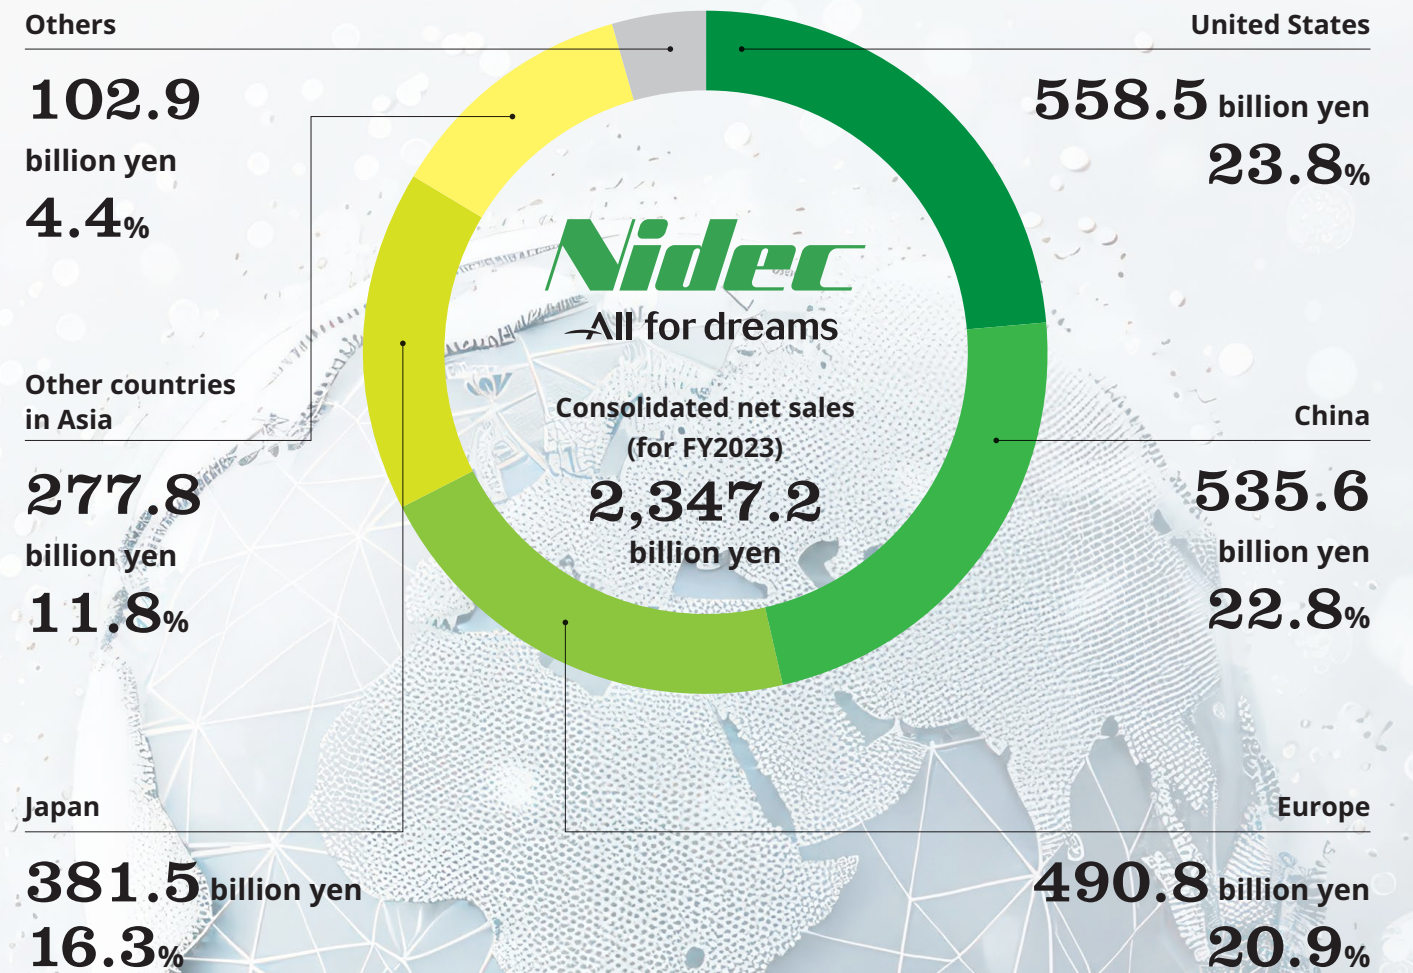 Others
102.9
billion yen
4.4%
United States
558.5 billion yen
23.8%
Nidec
All for dreams
Consolidated net sales
(for FY2023)
2,347.2
billion yen
Other countries
in Asia
277.8
billion yen
11.8%
China
535.6
billion yen
22.8%
Japan
381.5 billion yen
16.3%
Europe
490.8 billion yen
20.9%